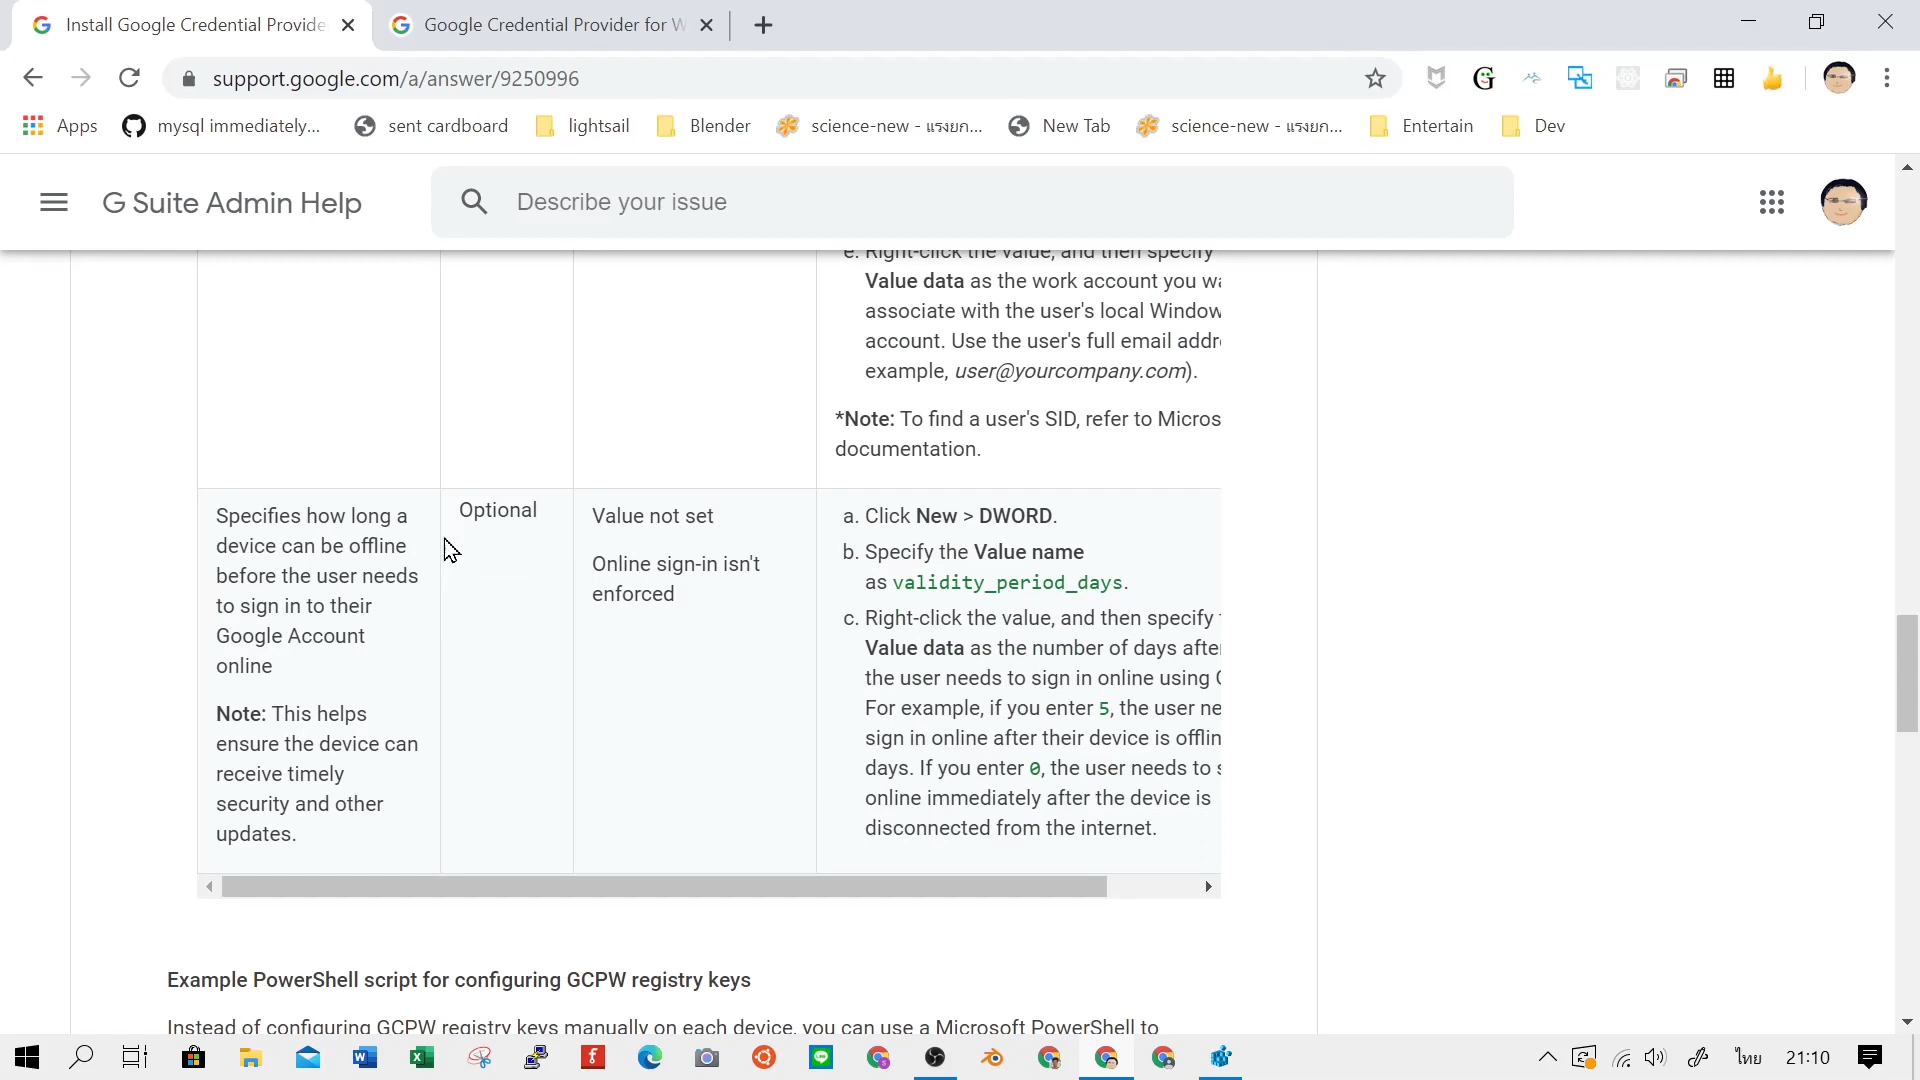 Install Google Credential Provide
Google Credential Provider for W
support.google.com/a/answer/9250996
Apps
mysql immediately...
sent cardboard
lightsail
Blender
science-new - แรงยก...
New Tab
science-new - แรงยก...
Entertain
Dev
G Suite Admin Help
Describe your issue
e. Right-click the value, and then specify
Value data as the work account you wa
associate with the user's local Window
account. Use the user's full email addre
example, user@yourcompany.com).
*Note: To find a user's SID, refer to Micros
documentation.
Specifies how long a
device can be offline
before the user needs
to sign in to their
Google Account
online
Note: This helps
ensure the device can
receive timely
security and other
updates.
Optional
Value not set
Online sign-in isn't
enforced
a. Click New > DWORD.
b. Specify the Value name
as validity_period_days.
c. Right-click the value, and then specify
Value data as the number of days after
the user needs to sign in online using
For example, if you enter 5, the user ne
sign in online after their device is offlin
days. If you enter 0, the user needs to s
online immediately after the device is
disconnected from the internet.
Example PowerShell script for configuring GCPW registry keys
Instead of configuring GCPW registry keys manually on each device, you can use a Microsoft PowerShell to
ไทย
21:10